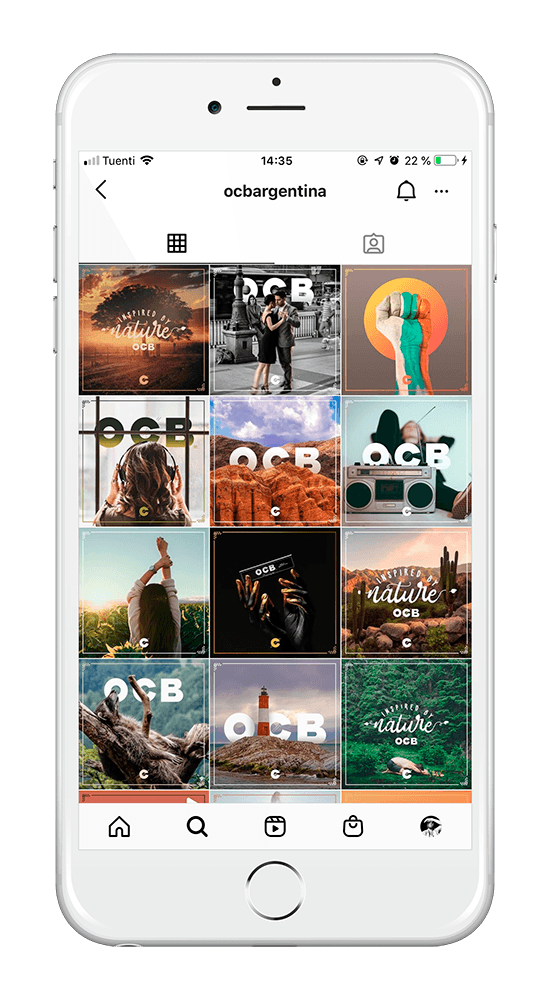 Tuenti 14:35 22 %
ocbargentina
INSPIRED BY
nature
OCB
OCB
OCB
OCB
OCB
OCB
INSPIRED BY
nature
OCB
OCB
OCB
INSPIRED BY
nature
OCB